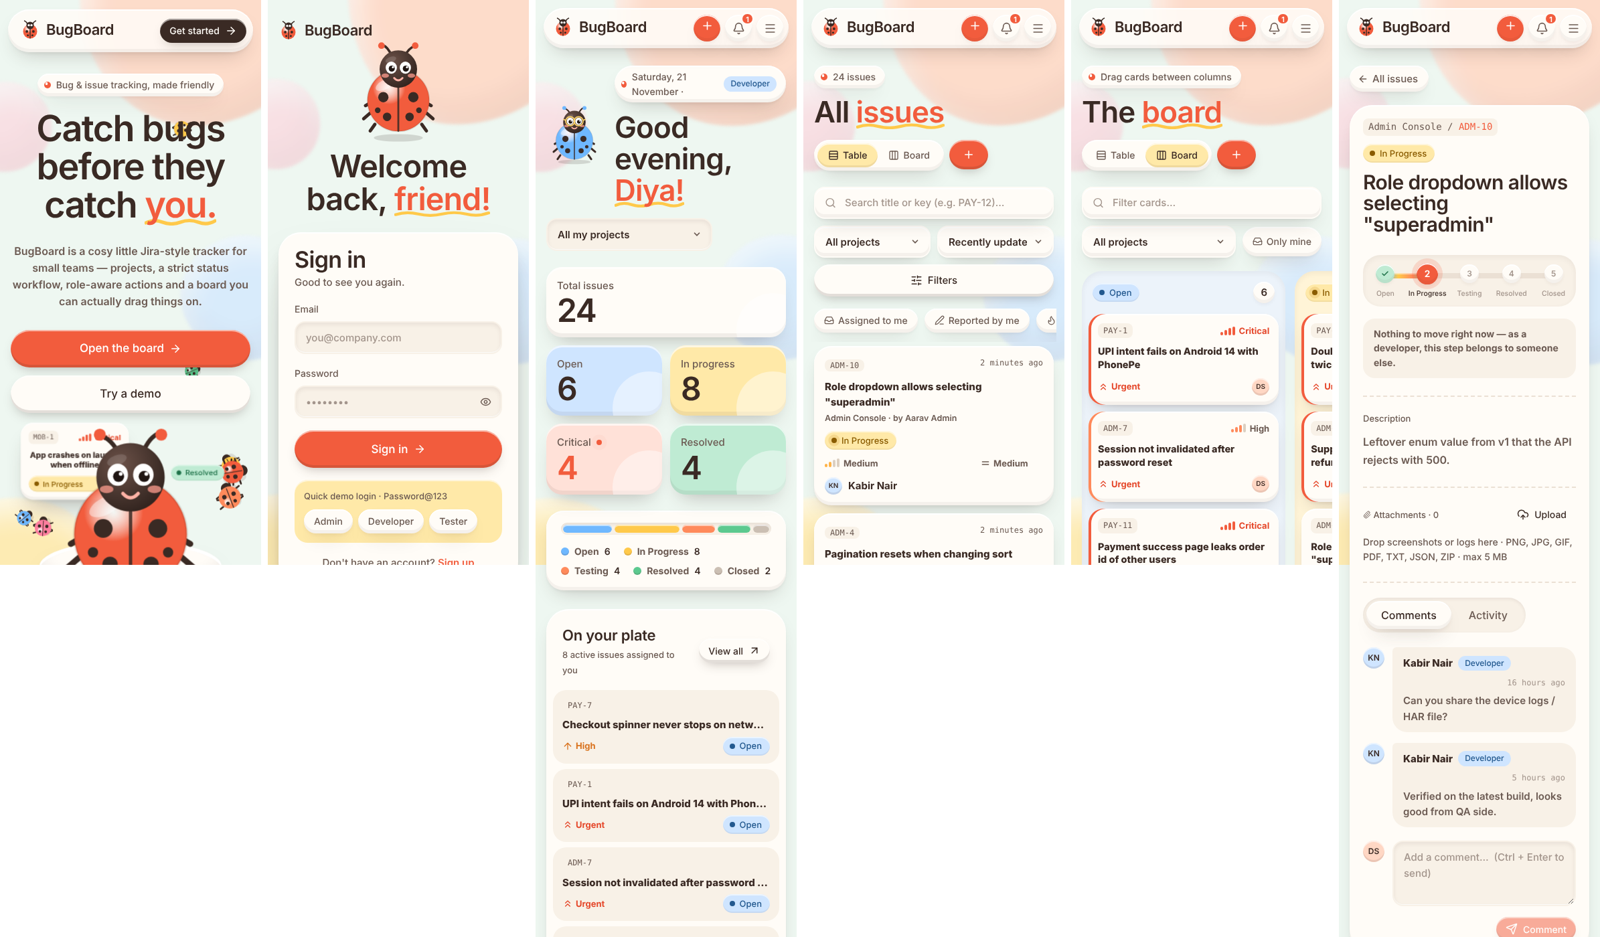 BugBoard
Get started
Bug & issue tracking, made friendly
Catch bugs
before they
catch you.
BugBoard is a cosy little Jira-style tracker for
small teams — projects, a strict status
workflow, role-aware actions and a board you
can actually drag things on.
Open the board
Try a demo
MOB-1
App crashes on
when offline
In Progress
Resolved
BugBoard
Welcome
back, friend!
Sign in
Good to see you again.
Email
you@company.com
Password
Sign in
Quick demo login · Password@123
Admin
Developer
Tester
Don't have an account? Sign up
BugBoard
1
Saturday, 21
November ·
Developer
Good
evening,
Diya!
All my projects
Total issues
24
Open
6
In progress
8
Critical
4
Resolved
4
Open 6
In Progress 8
Testing 4
Resolved 4
Closed 2
On your plate
8 active issues assigned to
you
View all
PAY-7
Checkout spinner never stops on netw...
High
Open
PAY-1
UPI intent fails on Android 14 with Phon...
Urgent
Open
ADM-7
Session not invalidated after password ...
Urgent
Open
BugBoard
1
24 issues
All issues
Table
Board
Search title or key (e.g. PAY-12)...
All projects
Recently update
Filters
Assigned to me
Reported by me
ADM-10
2 minutes ago
Role dropdown allows selecting
"superadmin"
Admin Console · by Aarav Admin
In Progress
Medium
Medium
KN
Kabir Nair
ADM-4
2 minutes ago
Pagination resets when changing sort
BugBoard
1
Drag cards between columns
The board
Table
Board
Filter cards...
All projects
Only mine
Open
6
PAY-1
Critical
UPI intent fails on Android 14 with
PhonePe
Urgent
DS
ADM-7
High
Session not invalidated after
password reset
Urgent
DS
PAY-11
Critical
Payment success page leaks order
id of other users
In
PAY
Doul
twic
Ur
ADM
Supp
refur
Ur
ADM
Role
"sup
BugBoard
1
All issues
Admin Console / ADM-10
In Progress
Role dropdown allows
selecting
"superadmin"
2
3
4
5
Open
In Progress
Testing
Resolved
Closed
Nothing to move right now — as a
developer, this step belongs to someone
else.
Description
Leftover enum value from v1 that the API
rejects with 500.
Attachments · 0
Upload
Drop screenshots or logs here · PNG, JPG, GIF,
PDF, TXT, JSON, ZIP · max 5 MB
Comments
Activity
KN
Kabir Nair
Developer
16 hours ago
Can you share the device logs /
HAR file?
KN
Kabir Nair
Developer
5 hours ago
Verified on the latest build, looks
good from QA side.
DS
Add a comment... (Ctrl + Enter to
send)
Comment